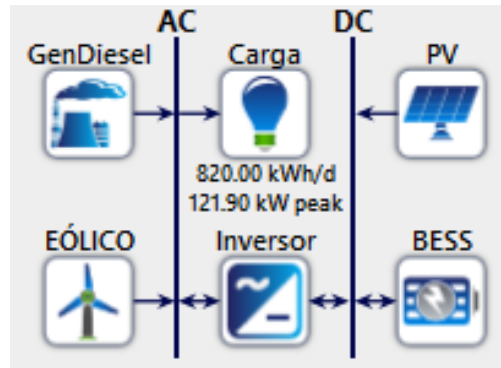 AC DC
GenDiesel Carga PV
820.00 kWh/d
121.90 kW peak
EÓLICO Inversor BESS